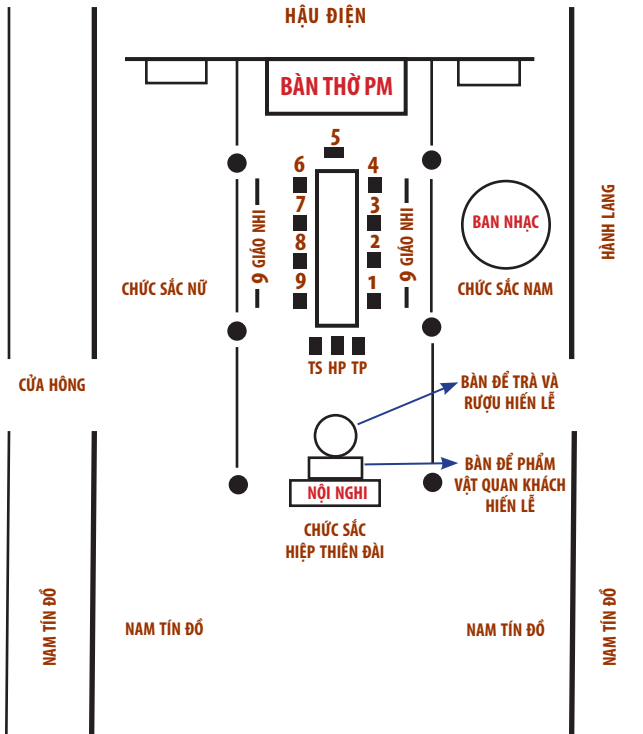 HẬU ĐIỆN
BÀN THỜ PM
5
6
4
7
3
8
2
9
1
9 GIÁO NHI
9 GIÁO NHI
BAN NHẠC
HÀNH LANG
CHỨC SẮC NỮ
CHỨC SẮC NAM
TS HP TP
CỬA HÔNG
BÀN ĐỂ TRÀ VÀ
RƯỢU HIẾN LỄ
BÀN ĐỂ PHẨM
VẬT QUAN KHÁCH
HIẾN LỄ
NỘI NGHI
CHỨC SẮC
HIỆP THIÊN ĐÀI
NAM TÍN ĐỒ
NAM TÍN ĐỒ
NAM TÍN ĐỒ
NAM TÍN ĐỒ